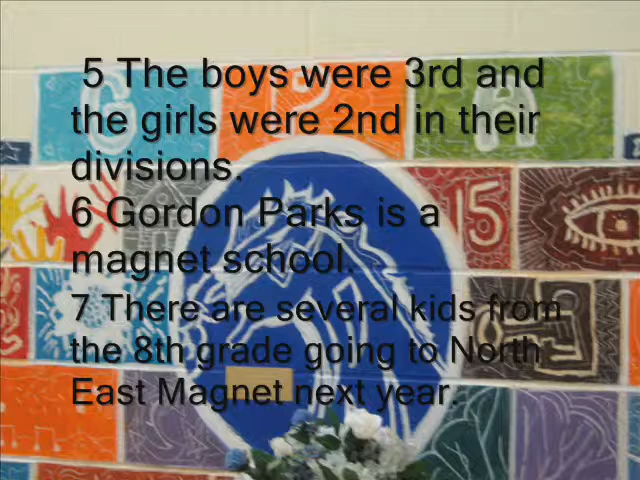 5 The boys were 3rd and
the girls were 2nd in their
divisions.
6 Gordon Parks is a
magnet school.
7 There are several kids from
the 8th grade going to North
East Magnet next year.
G P A
15